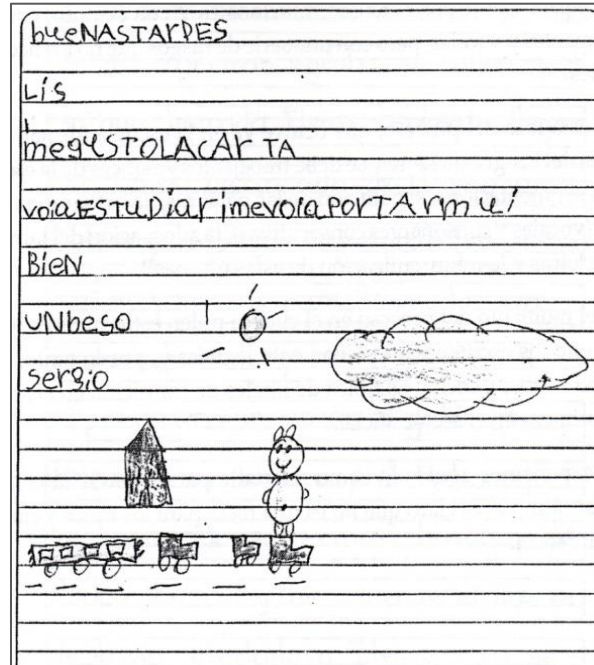 bueNASTARDES
Lis
megUSTOLACArTA
voiaESTUDiarimevoiaPORTArmui
BieN
UNbeso
sergio